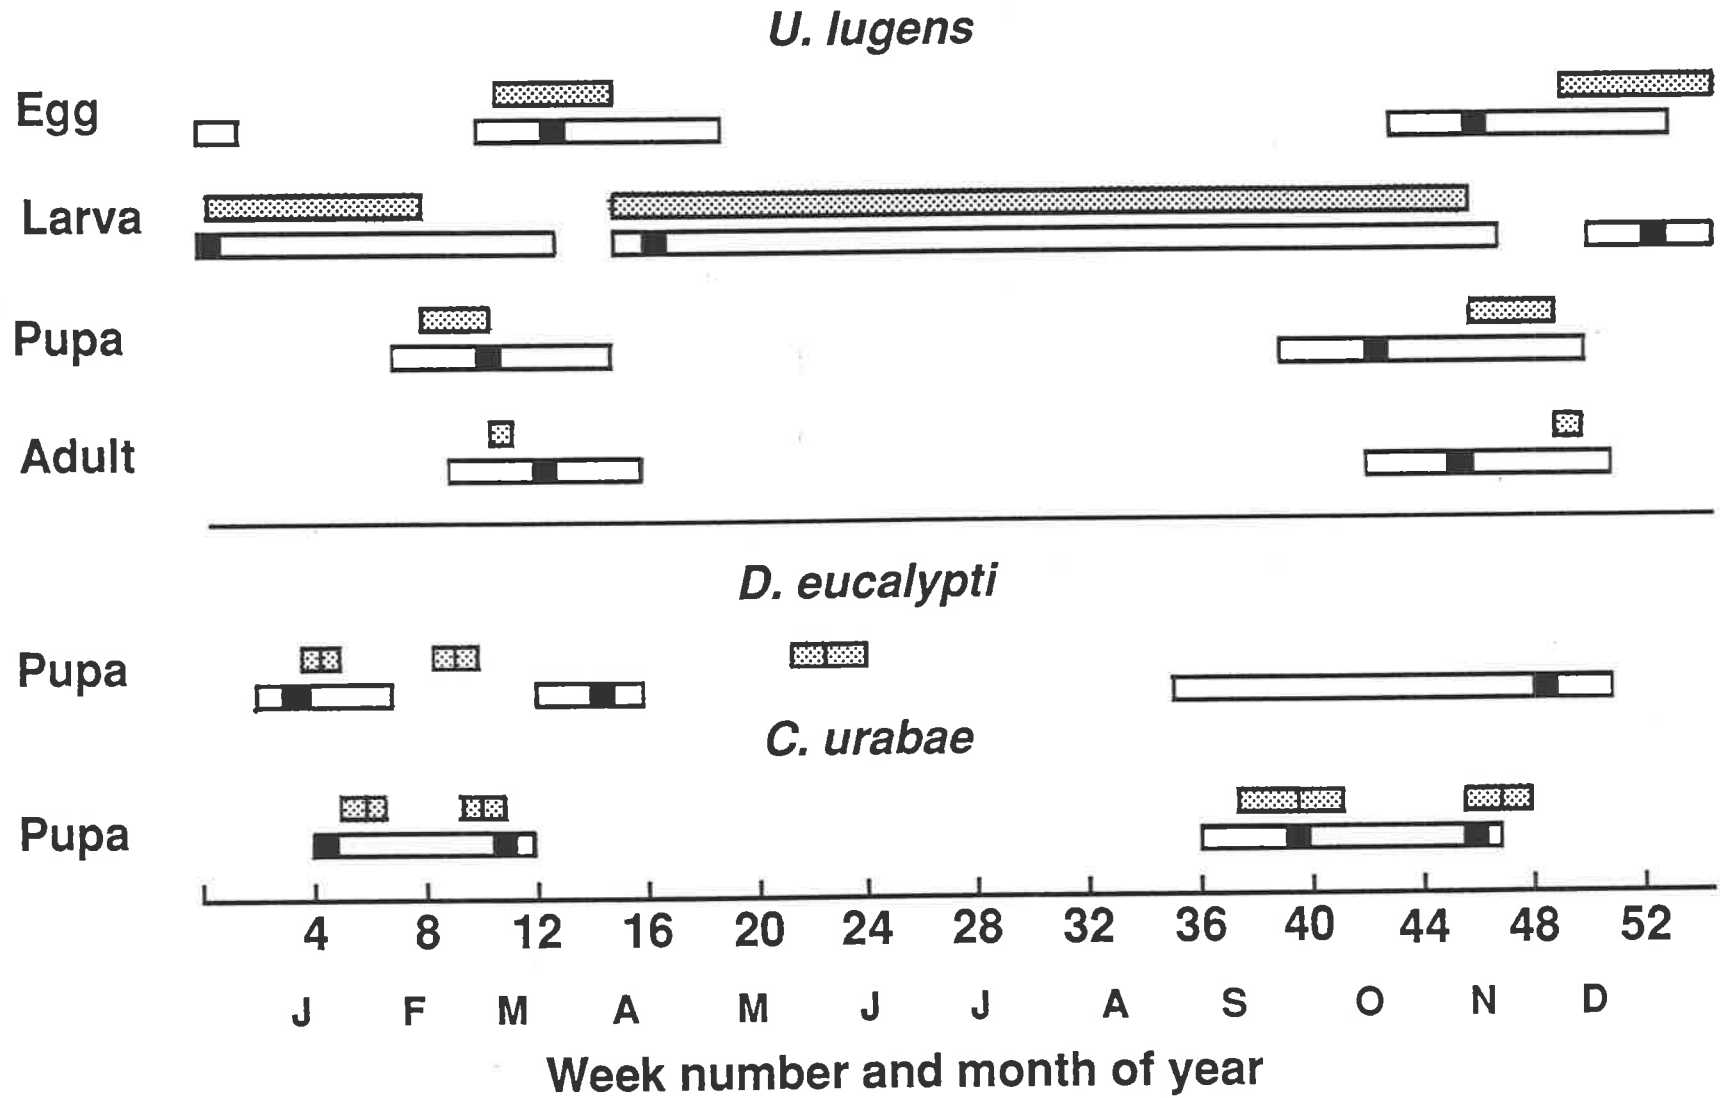 U. lugens
Egg
Larva
Pupa
Adult
D. eucalypti
Pupa
C. urabae
Pupa
4 8 12 16 20 24 28 32 36 40 44 48 52
J F M A M J J A S O N D
Week number and month of year